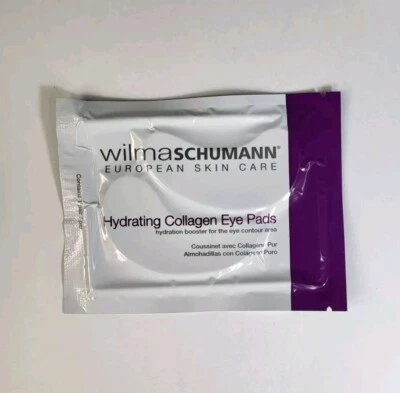 wilmaSCHUMANN®
EUROPEAN SKIN CARE
Hydrating Collagen Eye Pads
hydration booster for the eye contour area
Coussinet avec Collagene Pur
Almohadillas con Colágeno Puro